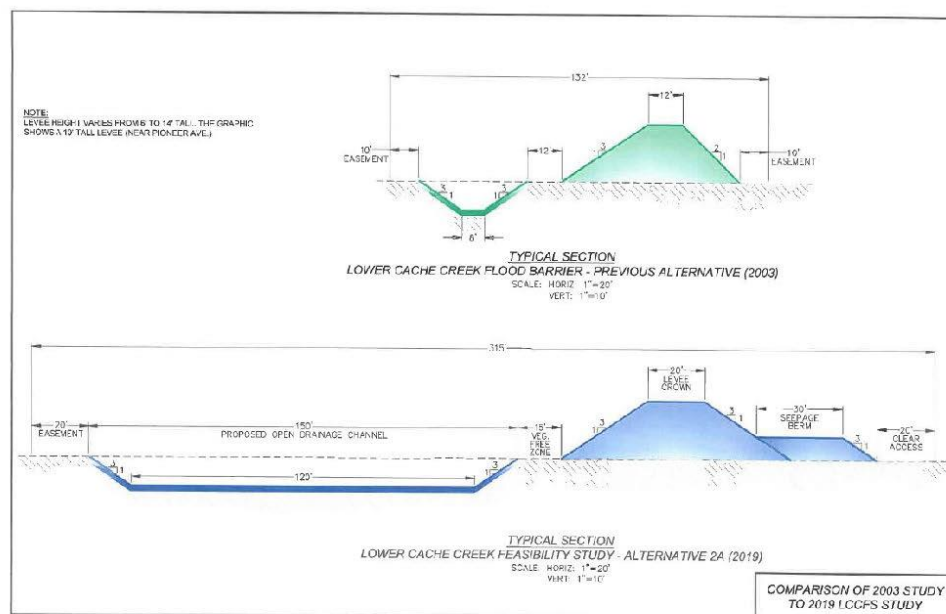 132'
12'
NOTE:
LEVEE HEIGHT VARIES FROM 6' TO 14' TALL. THE GRAPHIC
SHOWS A 10' TALL LEVEE (NEAR PIONEER AVE.)
10'
EASEMENT
12
10'
EASEMENT
3
1
3
1
3
1
2
1
8'
TYPICAL SECTION
LOWER CACHE CREEK FLOOD BARRIER - PREVIOUS ALTERNATIVE (2003)
SCALE: HORIZ 1"=20'
VERT: 1"=10'
315'
20'
EASEMENT
150'
PROPOSED OPEN DRAINAGE CHANNEL
15'
VEG.
FREE
ZONE
20'
LEVEE
CROWN
30'
SEEPAGE
BERM
20'
CLEAR
ACCESS
3
1
120'
3
1
3
1
3
1
3
1
TYPICAL SECTION
LOWER CACHE CREEK FEASIBILITY STUDY - ALTERNATIVE 2A (2019)
SCALE: HORIZ: 1"=20'
VERT: 1"=10'
COMPARISON OF 2003 STUDY
TO 2019 LCCFS STUDY